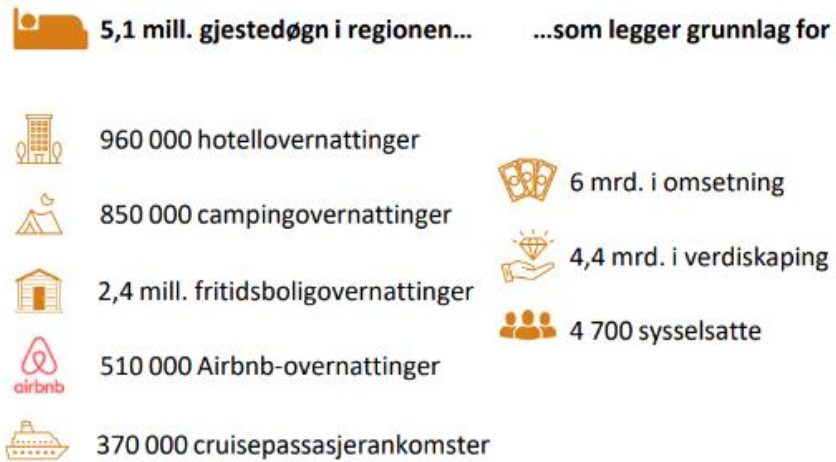 5,1 mill. gjestedøgn i regionen...
960 000 hotellovernattinger
850 000 campingovernattinger
2,4 mill. fritidsboligovernattinger
airbnb
510 000 Airbnb-overnattinger
370 000 cruisepassasjerankomster
...som legger grunnlag for
6 mrd. i omsetning
4,4 mrd. i verdiskaping
4 700 sysselsatte